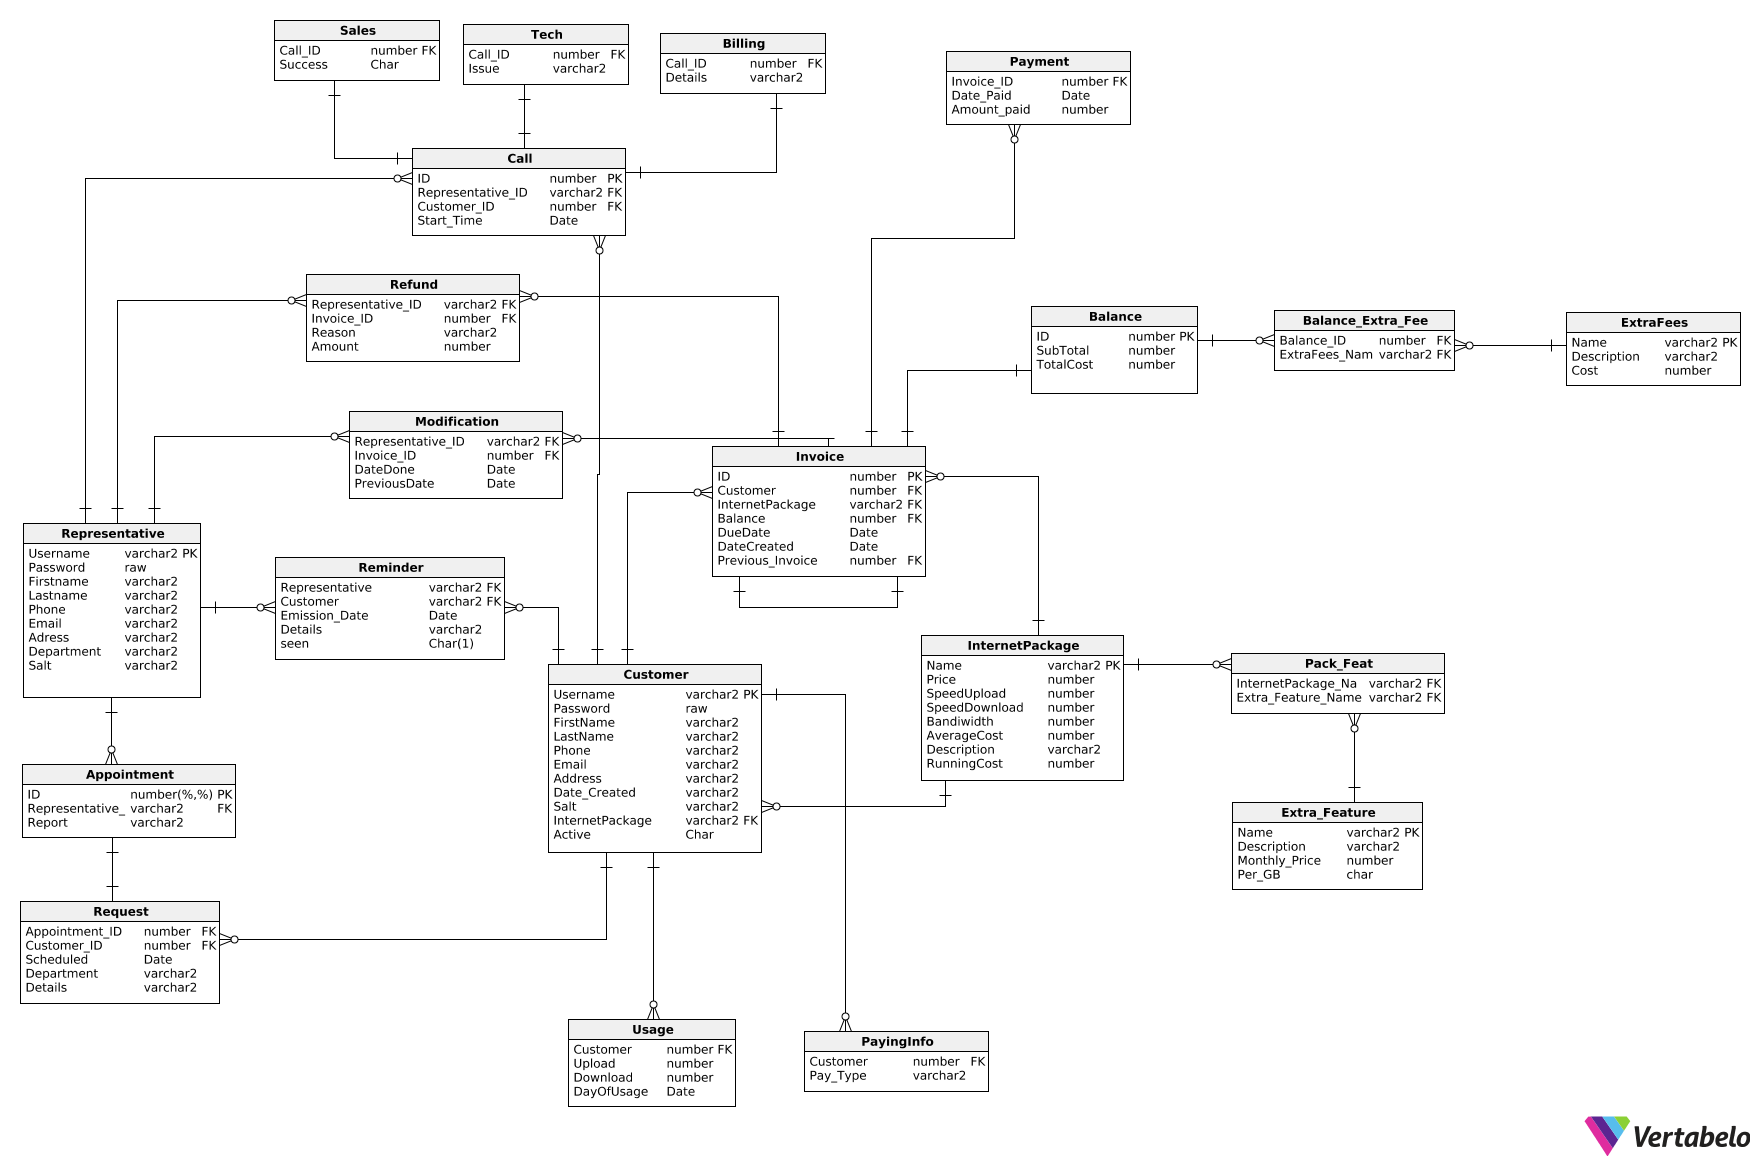 Sales
Call_ID number FK
Success Char
Tech
Call_ID number FK
Issue varchar2
Billing
Call_ID number FK
Details varchar2
Payment
Invoice_ID number FK
Date_Paid Date
Amount_paid number
Call
ID number PK
Representative_ID varchar2 FK
Customer_ID number FK
Start_Time Date
Refund
Representative_ID varchar2 FK
Invoice_ID number FK
Reason varchar2
Amount number
Balance
ID number PK
SubTotal number
TotalCost number
Balance_Extra_Fee
Balance_ID number FK
ExtraFees_Nam varchar2 FK
ExtraFees
Name varchar2 PK
Description varchar2
Cost number
Modification
Representative_ID varchar2 FK
Invoice_ID number FK
DateDone Date
PreviousDate Date
Invoice
ID number PK
Customer number FK
InternetPackage varchar2 FK
Balance number FK
DueDate Date
DateCreated Date
Previous_Invoice number FK
Representative
Username varchar2 PK
Password raw
Firstname varchar2
Lastname varchar2
Phone varchar2
Email varchar2
Adress varchar2
Department varchar2
Salt varchar2
Reminder
Representative varchar2 FK
Customer varchar2 FK
Emission_Date Date
Details varchar2
seen Char(1)
Customer
Username varchar2 PK
Password raw
FirstName varchar2
LastName varchar2
Phone varchar2
Email varchar2
Address varchar2
Date_Created varchar2
Salt varchar2
InternetPackage varchar2 FK
Active Char
InternetPackage
Name varchar2 PK
Price number
SpeedUpload number
SpeedDownload number
Bandiwidth number
AverageCost number
Description varchar2
RunningCost number
Pack_Feat
InternetPackage_Na varchar2 FK
Extra_Feature_Name varchar2 FK
Appointment
ID number(%,%) PK
Representative_ varchar2 FK
Report varchar2
Extra_Feature
Name varchar2 PK
Description varchar2
Monthly_Price number
Per_GB char
Request
Appointment_ID number FK
Customer_ID number FK
Scheduled Date
Department varchar2
Details varchar2
Usage
Customer number FK
Upload number
Download number
DayOfUsage Date
PayingInfo
Customer number FK
Pay_Type varchar2
Vertabelo